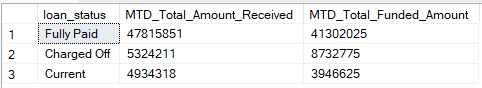 loan_status MTD_Total_Amount_Received MTD_Total_Funded_Amount
1 Fully Paid 47815851 41302025
2 Charged Off 5324211 8732775
3 Current 4934318 3946625